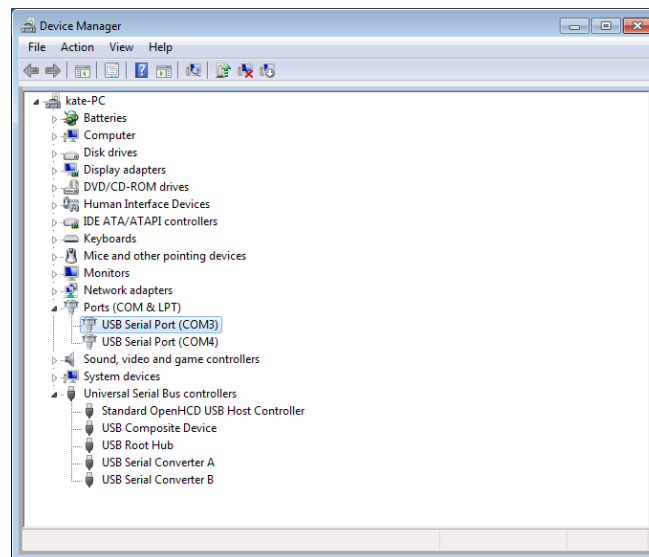 Device Manager
File Action View Help
kate-PC
Batteries
Computer
Disk drives
Display adapters
DVD/CD-ROM drives
Human Interface Devices
IDE ATA/ATAPI controllers
Keyboards
Mice and other pointing devices
Monitors
Network adapters
Ports (COM & LPT)
USB Serial Port (COM3)
USB Serial Port (COM4)
Sound, video and game controllers
System devices
Universal Serial Bus controllers
Standard OpenHCD USB Host Controller
USB Composite Device
USB Root Hub
USB Serial Converter A
USB Serial Converter B